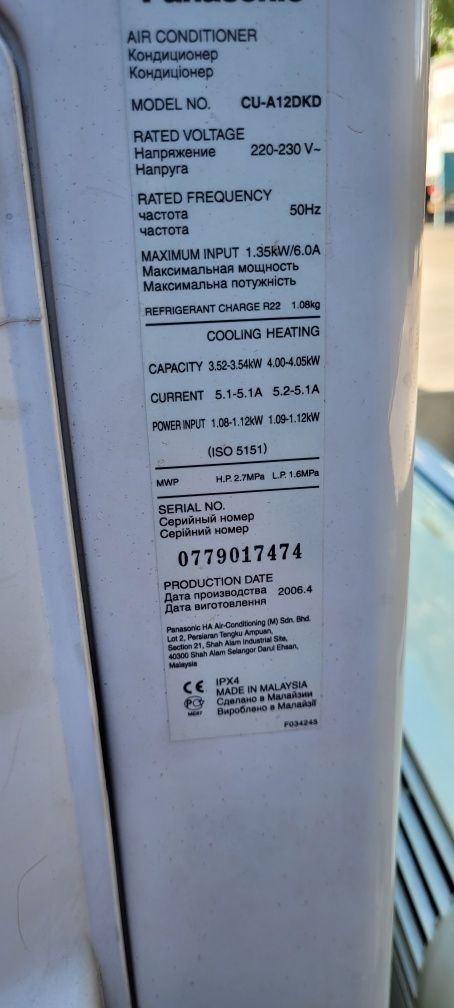 Panasonic
AIR CONDITIONER
Кондиционер
Кондиціонер
MODEL NO. CU-A12DKD
RATED VOLTAGE
Напряжение 220-230 V~
Напруга
RATED FREQUENCY
частота 50Hz
частота
MAXIMUM INPUT 1.35kW/6.0A
Максимальная мощность
Максимальна потужність
REFRIGERANT CHARGE R22 1.08kg
COOLING HEATING
CAPACITY 3.52-3.54kW 4.00-4.05kW
CURRENT 5.1-5.1A 5.2-5.1A
POWER INPUT 1.08-1.12kW 1.09-1.12kW
(ISO 5151)
MWP H.P. 2.7MPa L.P. 1.6MPa
SERIAL NO.
Серийный номер
Серійний номер
0779017474
PRODUCTION DATE
Дата производства 2006.4
Дата виготовлення
Panasonic HA Air-Conditioning (M) Sdn. Bhd.
Lot 2, Persiaran Tengku Ampuan,
Section 21, Shah Alam Industrial Site,
40300 Shah Alam Selangor Darul Ehsan,
Malaysia
CE IPX4
MADE IN MALAYSIA
РСТ Сделано в Малайзии
ME67 Вироблено в Малайзії
F034243